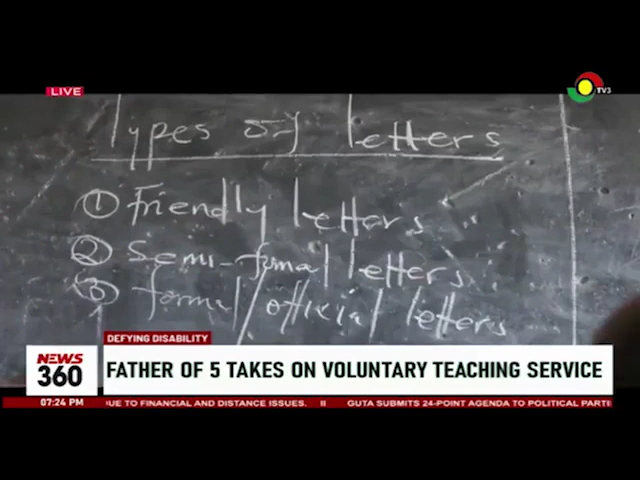 LIVE
TV3
Types of letters
① Friendly letters
② Semi-formal letters
③ formal/official letters
DEFYING DISABILITY
NEWS 360
FATHER OF 5 TAKES ON VOLUNTARY TEACHING SERVICE
07:24 PM
UE TO FINANCIAL AND DISTANCE ISSUES. II GUTA SUBMITS 24-POINT AGENDA TO POLITICAL PARTI